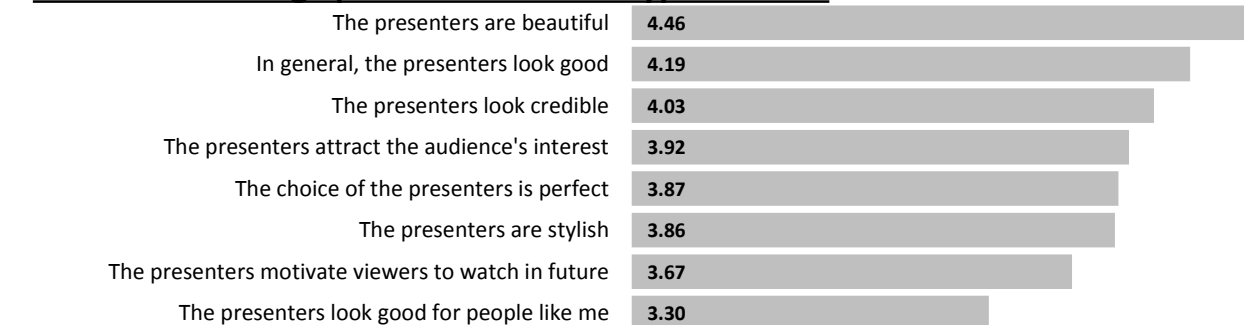 The presenters are beautiful 4.46
In general, the presenters look good 4.19
The presenters look credible 4.03
The presenters attract the audience's interest 3.92
The choice of the presenters is perfect 3.87
The presenters are stylish 3.86
The presenters motivate viewers to watch in future 3.67
The presenters look good for people like me 3.30